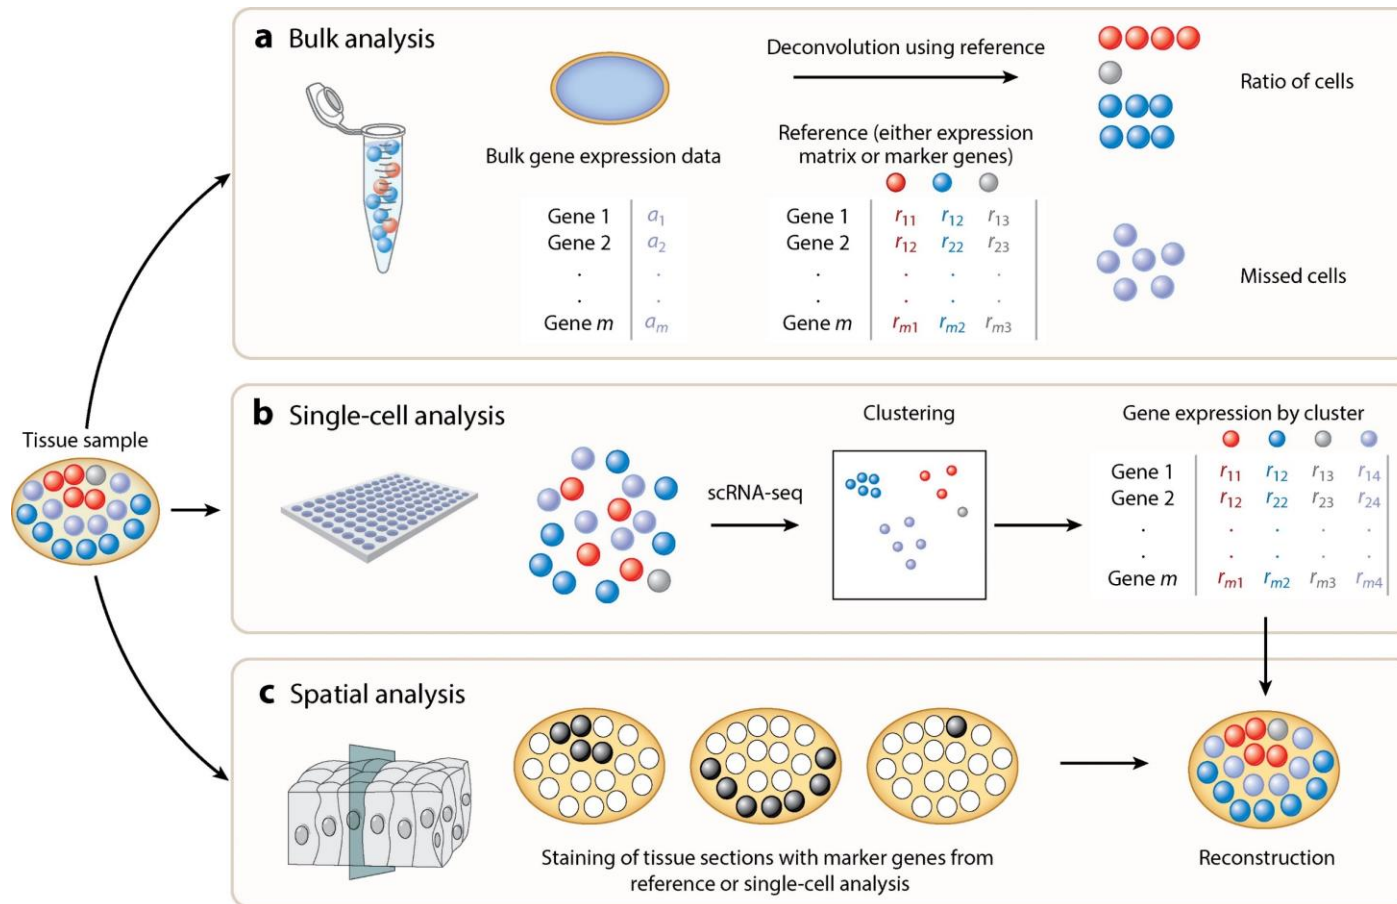 Tissue sample
a Bulk analysis
Bulk gene expression data
Gene 1 a1
Gene 2 a2
. .
. .
Gene m am
Deconvolution using reference
Reference (either expression
matrix or marker genes)
Gene 1 r11 r12 r13
Gene 2 r12 r22 r23
. . . .
. . . .
Gene m rm1 rm2 rm3
Ratio of cells
Missed cells
b Single-cell analysis
scRNA-seq
Clustering
Gene expression by cluster
Gene 1 r11 r12 r13 r14
Gene 2 r12 r22 r23 r24
. . . . .
. . . . .
Gene m rm1 rm2 rm3 rm4
c Spatial analysis
Staining of tissue sections with marker genes from
reference or single-cell analysis
Reconstruction